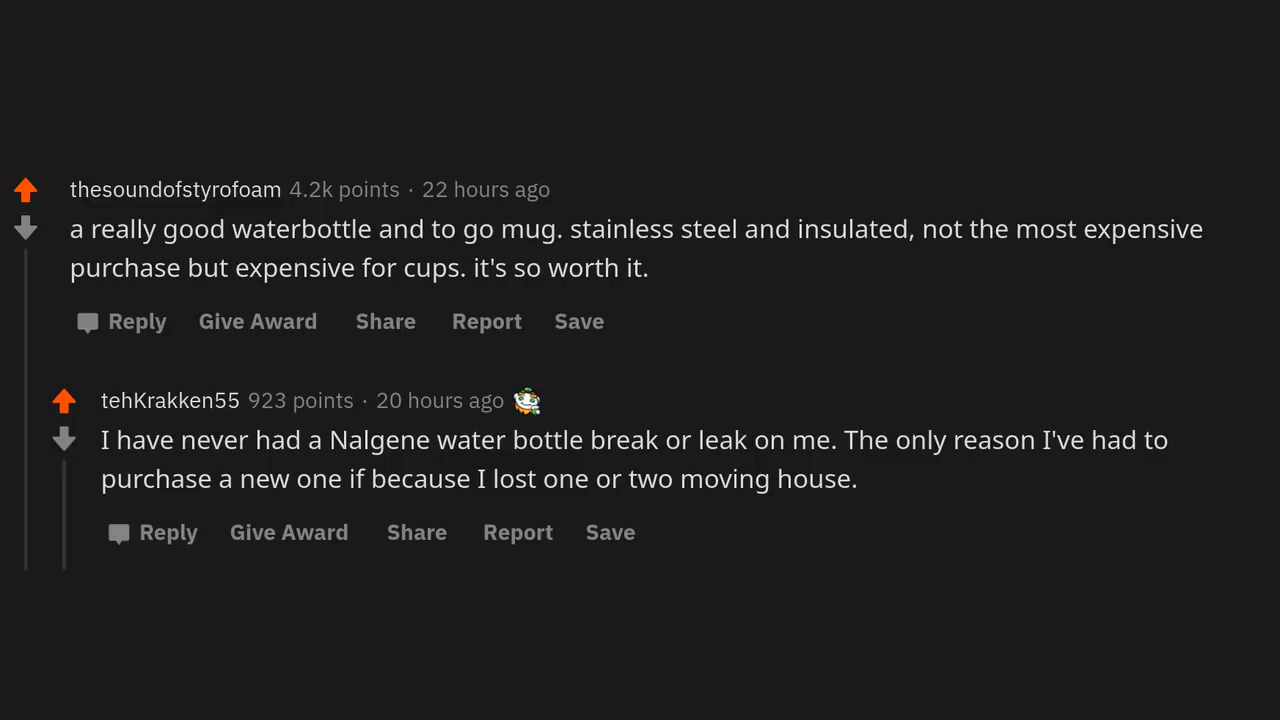 thesoundofstyrofoam 4.2k points · 22 hours ago
a really good waterbottle and to go mug. stainless steel and insulated, not the most expensive
purchase but expensive for cups. it's so worth it.
Reply Give Award Share Report Save
tehKrakken55 923 points · 20 hours ago
I have never had a Nalgene water bottle break or leak on me. The only reason I've had to
purchase a new one if because I lost one or two moving house.
Reply Give Award Share Report Save